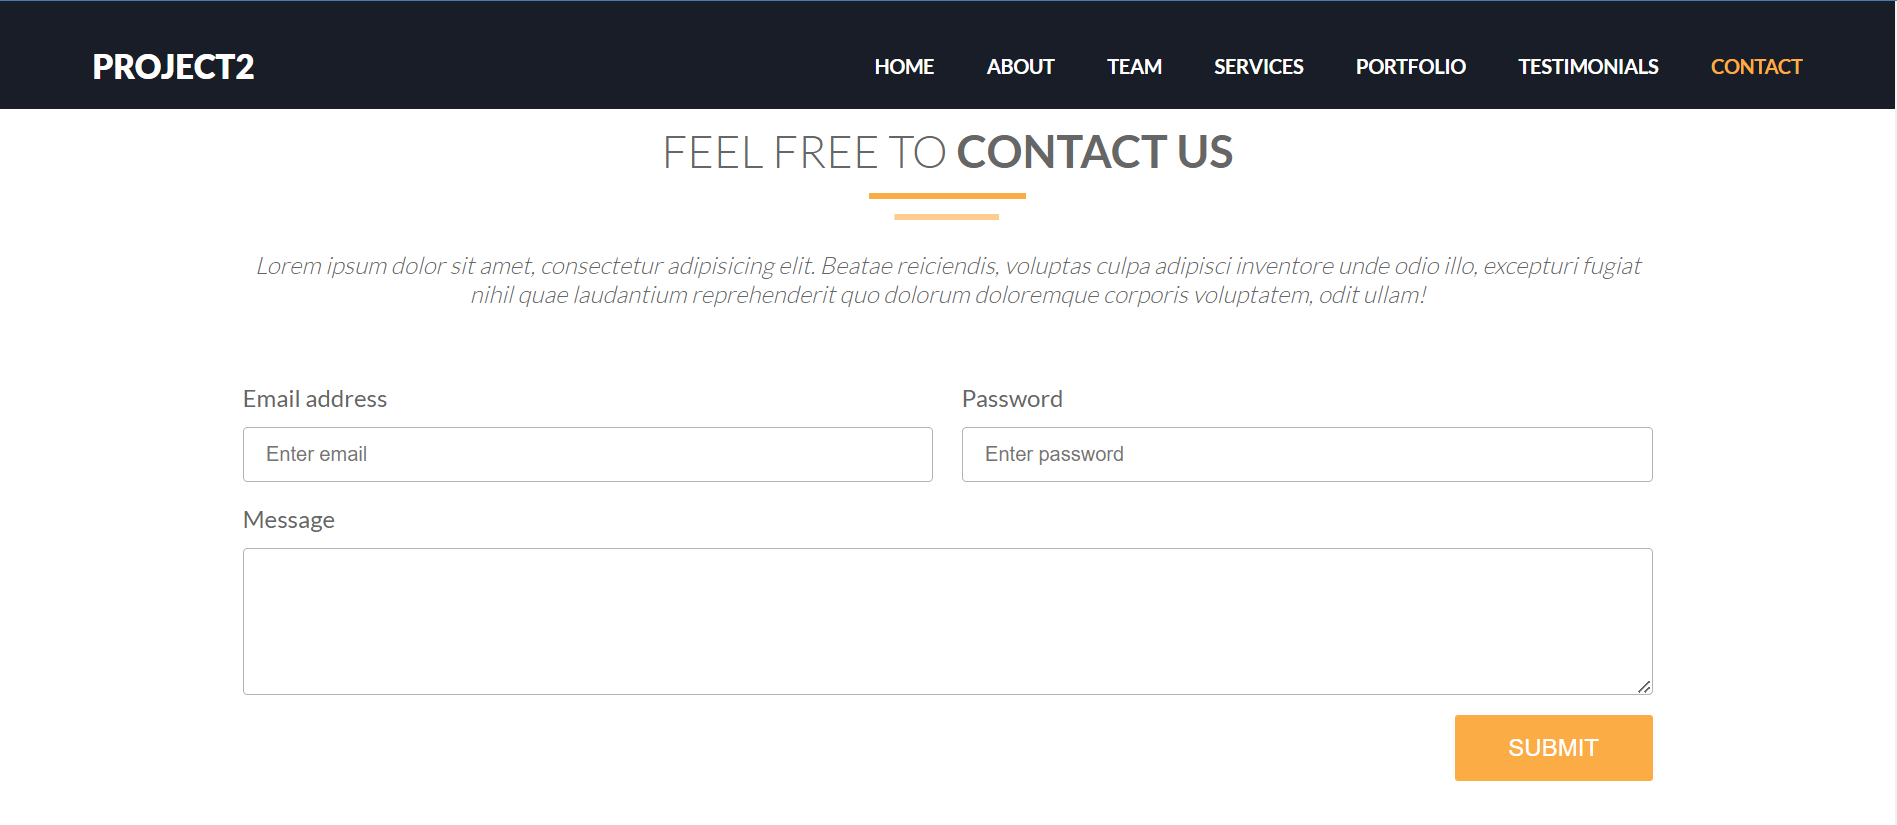 PROJECT2
HOME ABOUT TEAM SERVICES PORTFOLIO TESTIMONIALS CONTACT
FEEL FREE TO CONTACT US
Lorem ipsum dolor sit amet, consectetur adipisicing elit. Beatae reiciendis, voluptas culpa adipisci inventore unde odio illo, excepturi fugiat
nihil quae laudantium reprehenderit quo dolorum doloremque corporis voluptatem, odit ullam!
Email address
Enter email
Password
Enter password
Message
SUBMIT